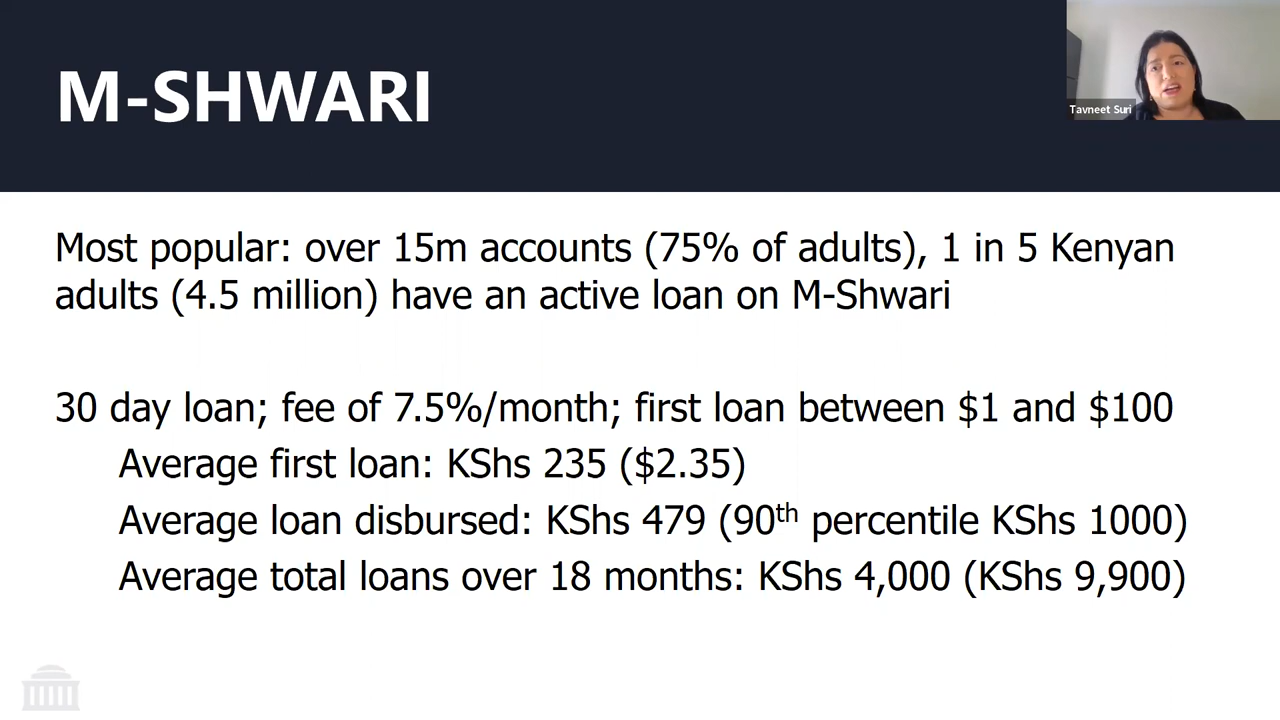 M-SHWARI
Tavneet Suri
Most popular: over 15m accounts (75% of adults), 1 in 5 Kenyan
adults (4.5 million) have an active loan on M-Shwari
30 day loan; fee of 7.5%/month; first loan between $1 and $100
Average first loan: KShs 235 ($2.35)
Average loan disbursed: KShs 479 (90th percentile KShs 1000)
Average total loans over 18 months: KShs 4,000 (KShs 9,900)